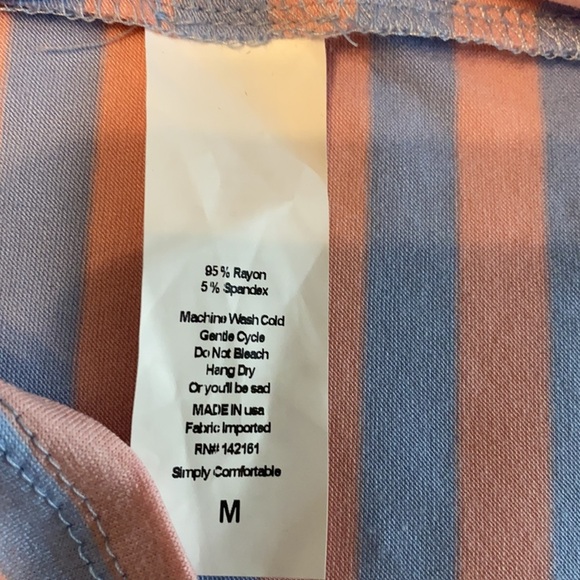 95% Rayon
5% Spandex
Machine Wash Cold
Gentle Cycle
Do Not Bleach
Hang Dry
Or you'll be sad
MADE IN usa
Fabric Imported
RN# 142161
Simply Comfortable
M